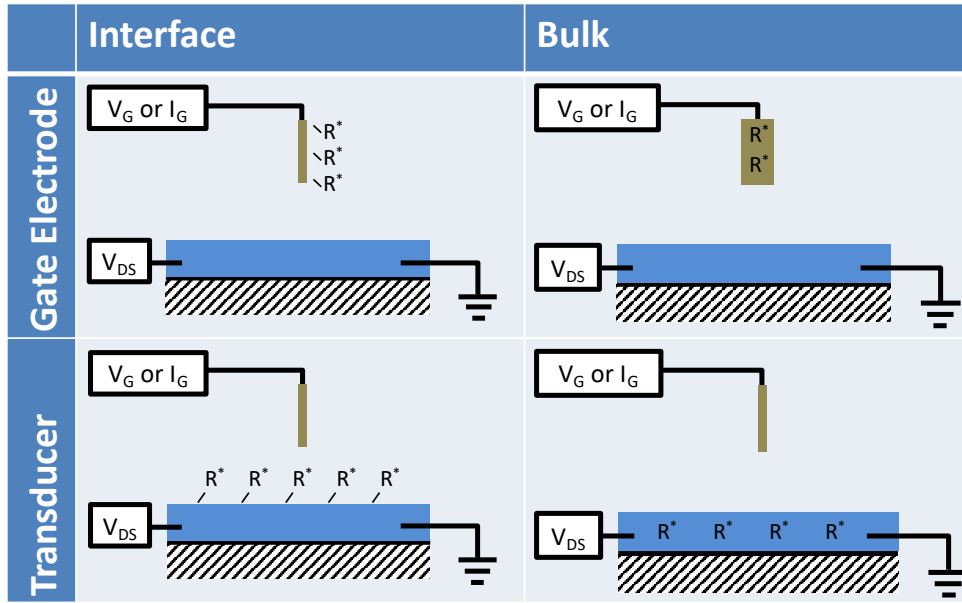 Interface
Bulk
Gate Electrode
V_G or I_G
R*
R*
R*
V_DS
V_G or I_G
R*
R*
V_DS
Transducer
V_G or I_G
R* R* R* R* R*
V_DS
V_G or I_G
V_DS
R* R* R* R*